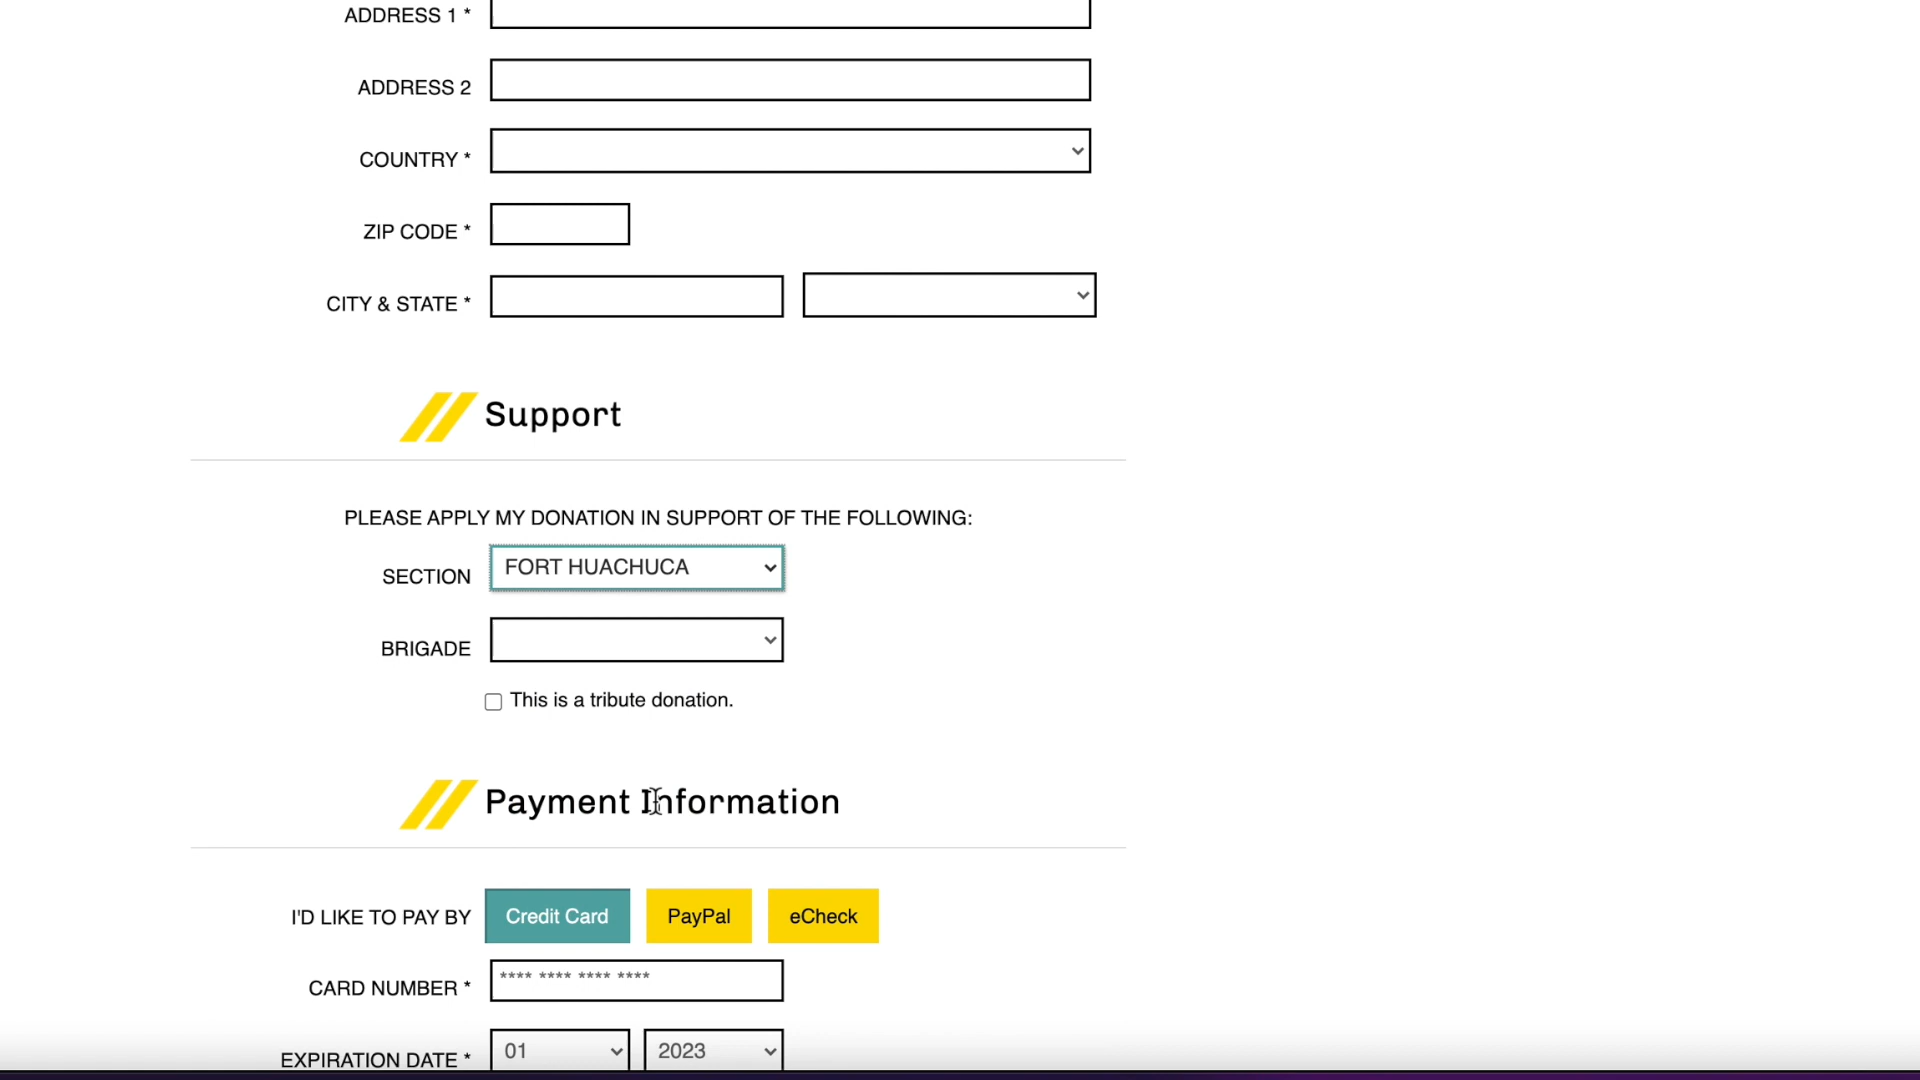 ADDRESS 1 *
ADDRESS 2
COUNTRY *
ZIP CODE *
CITY & STATE *
Support
PLEASE APPLY MY DONATION IN SUPPORT OF THE FOLLOWING:
SECTION FORT HUACHUCA
BRIGADE
This is a tribute donation.
Payment Information
I'D LIKE TO PAY BY Credit Card PayPal eCheck
CARD NUMBER * **** **** **** ****
EXPIRATION DATE * 01 2023